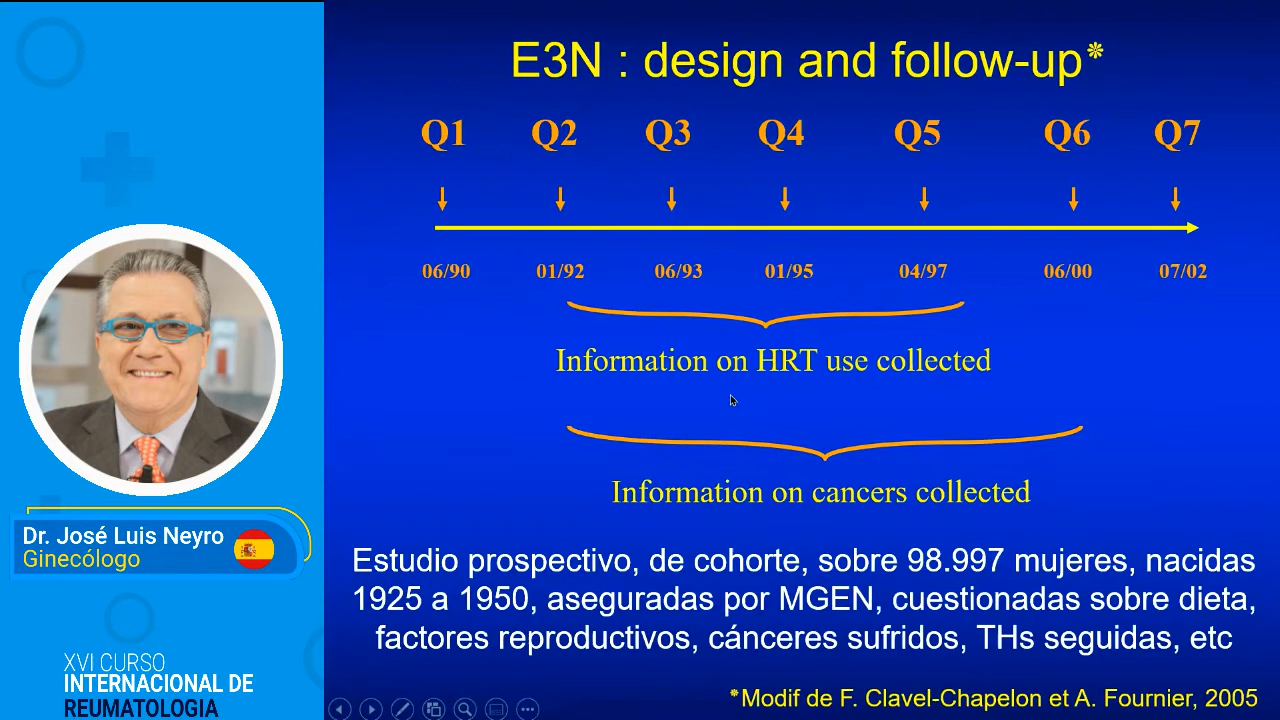 E3N : design and follow-up*
Q1 Q2 Q3 Q4 Q5 Q6 Q7
06/90 01/92 06/93 01/95 04/97 06/00 07/02
Information on HRT use collected
Information on cancers collected
Estudio prospectivo, de cohorte, sobre 98.997 mujeres, nacidas
1925 a 1950, aseguradas por MGEN, cuestionadas sobre dieta,
factores reproductivos, cánceres sufridos, THs seguidas, etc
*Modif de F. Clavel-Chapelon et A. Fournier, 2005
Dr. José Luis Neyro
Ginecólogo
XVI CURSO
INTERNACIONAL DE
REUMATOLOGIA